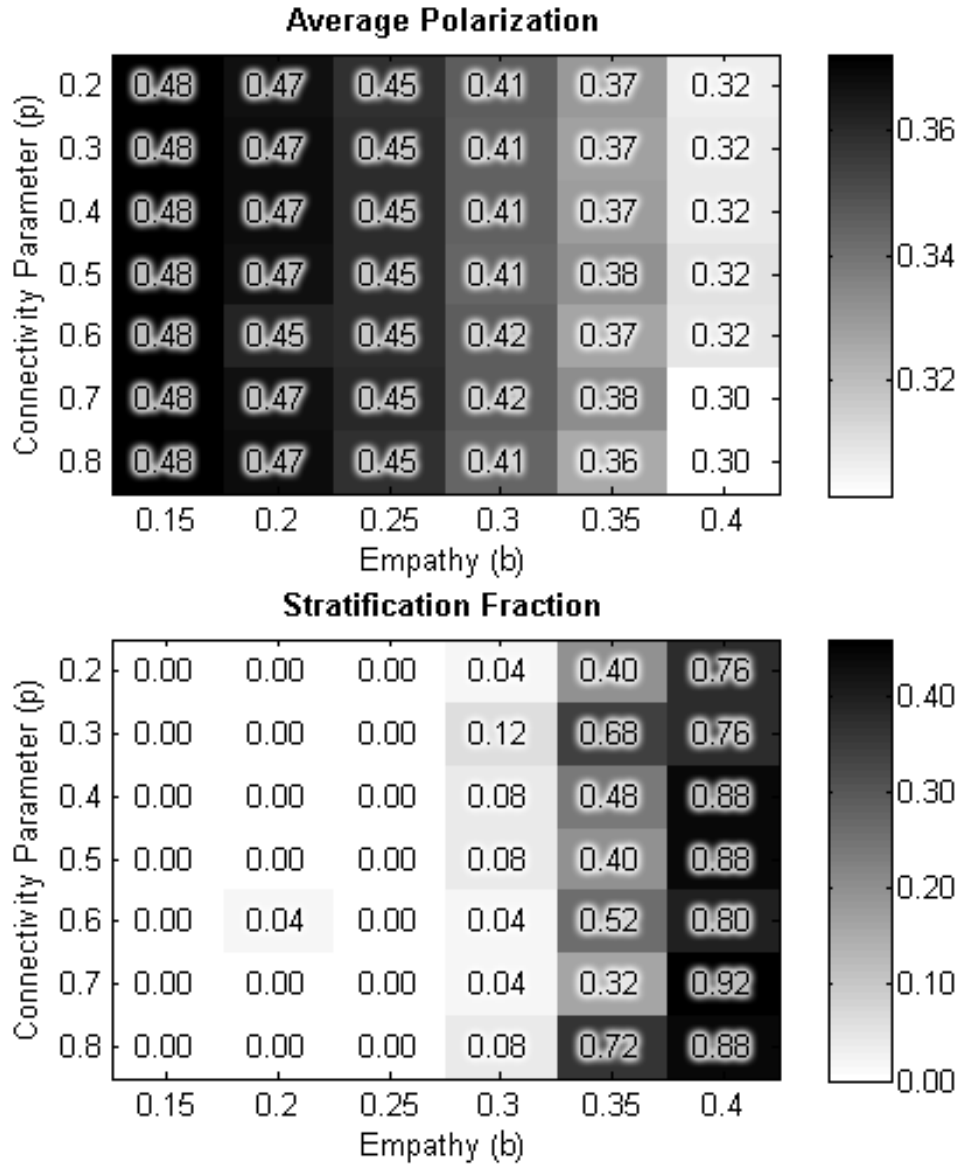 Average Polarization
Connectivity Parameter (p)
0.2 0.48 0.47 0.45 0.41 0.37 0.32
0.3 0.48 0.47 0.45 0.41 0.37 0.32
0.4 0.48 0.47 0.45 0.41 0.37 0.32
0.5 0.48 0.47 0.45 0.41 0.38 0.32
0.6 0.48 0.45 0.45 0.42 0.37 0.32
0.7 0.48 0.47 0.45 0.42 0.38 0.30
0.8 0.48 0.47 0.45 0.41 0.36 0.30
0.15 0.2 0.25 0.3 0.35 0.4
Empathy (b)
0.36
0.34
0.32
Stratification Fraction
Connectivity Parameter (p)
0.2 0.00 0.00 0.00 0.04 0.40 0.76
0.3 0.00 0.00 0.00 0.12 0.68 0.76
0.4 0.00 0.00 0.00 0.08 0.48 0.88
0.5 0.00 0.00 0.00 0.08 0.40 0.88
0.6 0.00 0.04 0.00 0.04 0.52 0.80
0.7 0.00 0.00 0.00 0.04 0.32 0.92
0.8 0.00 0.00 0.00 0.08 0.72 0.88
0.15 0.2 0.25 0.3 0.35 0.4
Empathy (b)
0.40
0.30
0.20
0.10
0.00